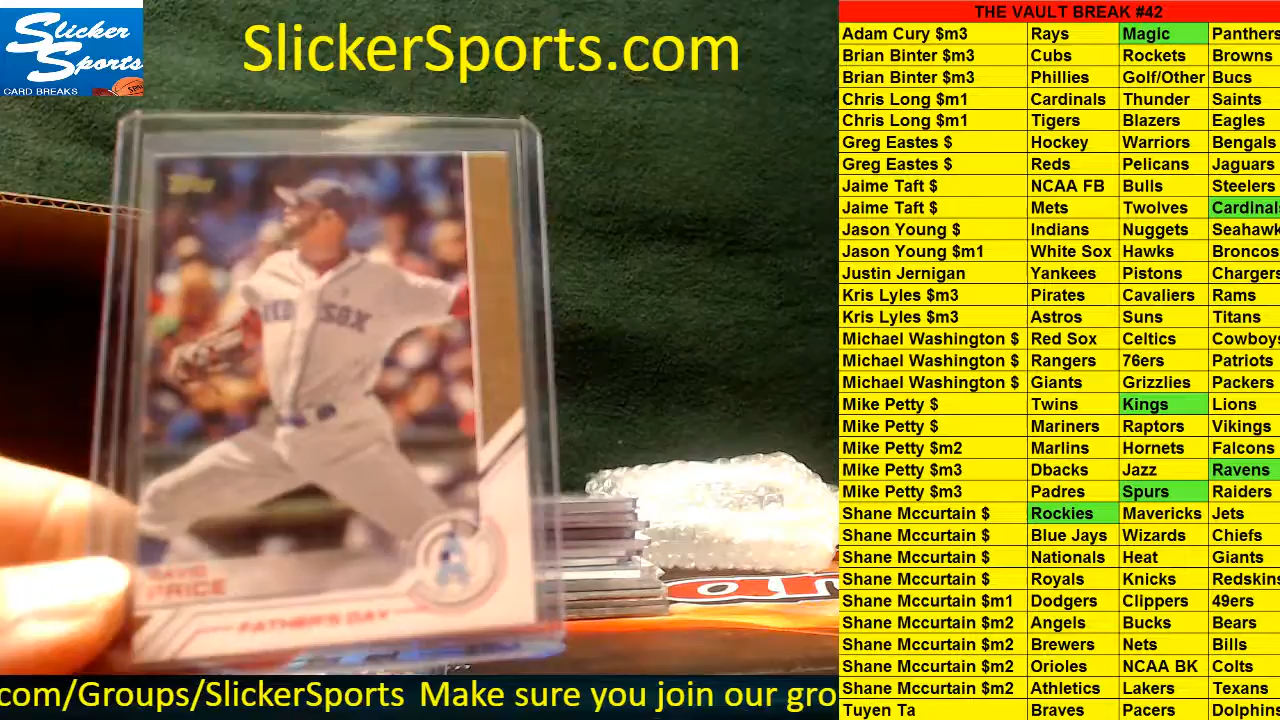 Slicker
Sports
CARD BREAKS
SlickerSports.com
Topps
RED SOX
DAVID
PRICE
FATHER'S DAY
.com/Groups/SlickerSports Make sure you join our gro
THE VAULT BREAK #42
Adam Cury $m3 Rays Magic Panthers
Brian Binter $m3 Cubs Rockets Browns
Brian Binter $m3 Phillies Golf/Other Bucs
Chris Long $m1 Cardinals Thunder Saints
Chris Long $m1 Tigers Blazers Eagles
Greg Eastes $ Hockey Warriors Bengals
Greg Eastes $ Reds Pelicans Jaguars
Jaime Taft $ NCAA FB Bulls Steelers
Jaime Taft $ Mets Twolves Cardinals
Jason Young $ Indians Nuggets Seahawk
Jason Young $m1 White Sox Hawks Broncos
Justin Jernigan Yankees Pistons Chargers
Kris Lyles $m3 Pirates Cavaliers Rams
Kris Lyles $m3 Astros Suns Titans
Michael Washington $ Red Sox Celtics Cowboys
Michael Washington $ Rangers 76ers Patriots
Michael Washington $ Giants Grizzlies Packers
Mike Petty $ Twins Kings Lions
Mike Petty $ Mariners Raptors Vikings
Mike Petty $m2 Marlins Hornets Falcons
Mike Petty $m3 Dbacks Jazz Ravens
Mike Petty $m3 Padres Spurs Raiders
Shane Mccurtain $ Rockies Mavericks Jets
Shane Mccurtain $ Blue Jays Wizards Chiefs
Shane Mccurtain $ Nationals Heat Giants
Shane Mccurtain $ Royals Knicks Redskins
Shane Mccurtain $m1 Dodgers Clippers 49ers
Shane Mccurtain $m2 Angels Bucks Bears
Shane Mccurtain $m2 Brewers Nets Bills
Shane Mccurtain $m2 Orioles NCAA BK Colts
Shane Mccurtain $m2 Athletics Lakers Texans
Tuyen Ta Braves Pacers Dolphins